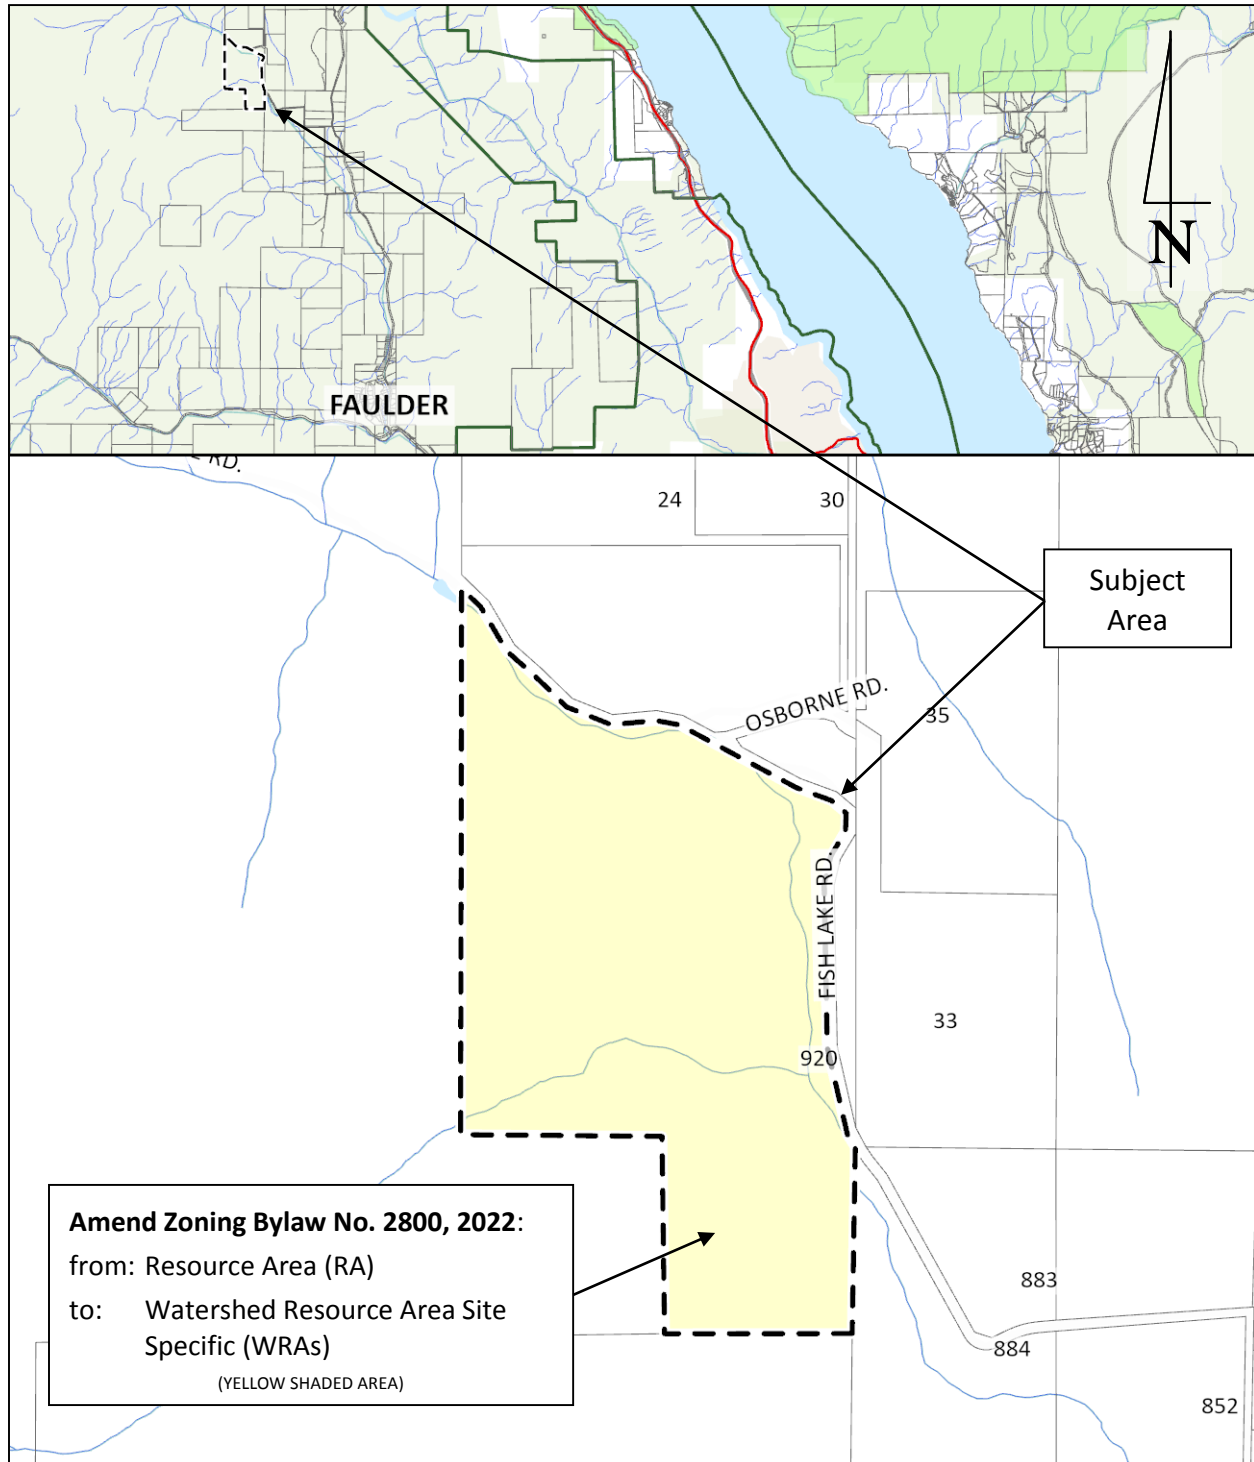 N
FAULDER
RD.
24
30
Subject
Area
OSBORNE RD.
35
FISH LAKE RD.
33
920
Amend Zoning Bylaw No. 2800, 2022:
from: Resource Area (RA)
to: Watershed Resource Area Site
Specific (WRAs)
(YELLOW SHADED AREA)
883
884
852